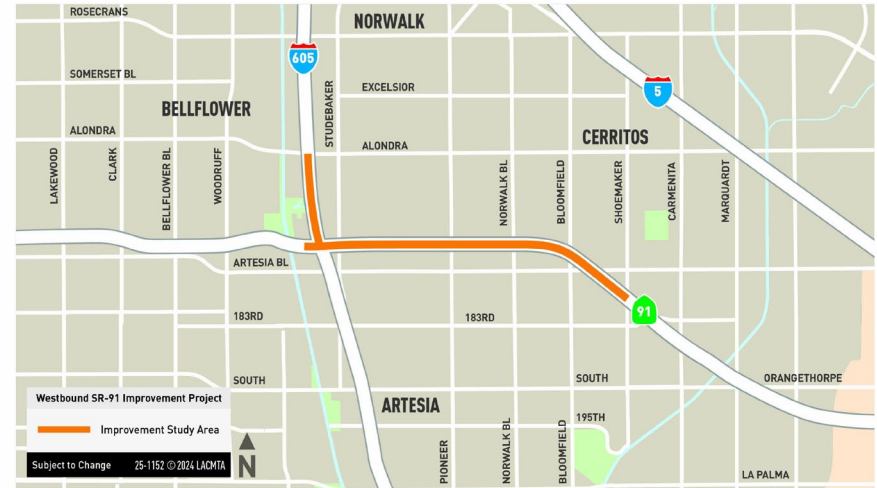 ROSECRANS
NORWALK
605
SOMERSET BL
EXCELSIOR
5
BELLFLOWER
STUDEBAKER
ALONDRA
ALONDRA
CERRITOS
LAKEWOOD
CLARK
BELLFLOWER BL
WOODRUFF
NORWALK BL
BLOOMFIELD
SHOEMAKER
CARMENITA
MARQUARDT
ARTESIA BL
183RD
183RD
91
SOUTH
SOUTH
ORANGETHORPE
Westbound SR-91 Improvement Project
Improvement Study Area
Subject to Change 25-1152 © 2024 LACMTA
N
ARTESIA
195TH
PIONEER
NORWALK BL
BLOOMFIELD
LA PALMA